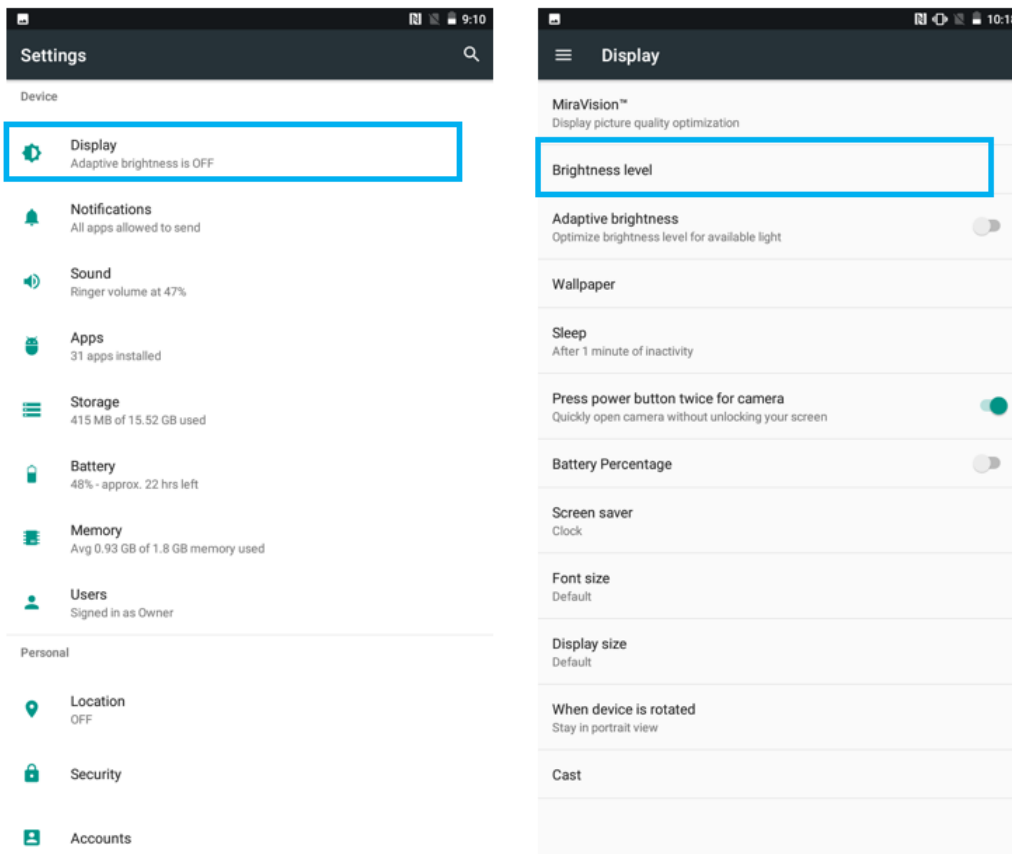 9:10
Settings
Device
Display
Adaptive brightness is OFF
Notifications
All apps allowed to send
Sound
Ringer volume at 47%
Apps
31 apps installed
Storage
415 MB of 15.52 GB used
Battery
48% - approx. 22 hrs left
Memory
Avg 0.93 GB of 1.8 GB memory used
Users
Signed in as Owner
Personal
Location
OFF
Security
Accounts
10:18
Display
MiraVision™
Display picture quality optimization
Brightness level
Adaptive brightness
Optimize brightness level for available light
Wallpaper
Sleep
After 1 minute of inactivity
Press power button twice for camera
Quickly open camera without unlocking your screen
Battery Percentage
Screen saver
Clock
Font size
Default
Display size
Default
When device is rotated
Stay in portrait view
Cast